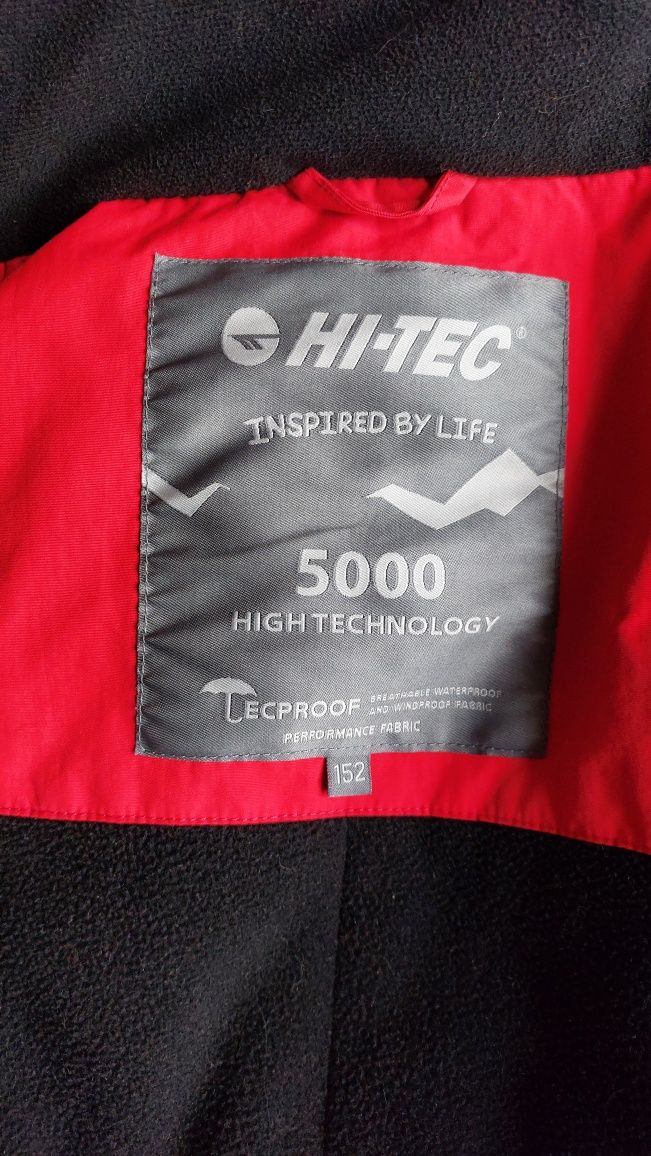 HI-TEC®
INSPIRED BY LIFE
5000
HIGH TECHNOLOGY
TECPROOF BREATHABLE WATERPROOF
AND WINDPROOF FABRIC
PERFORMANCE FABRIC
152